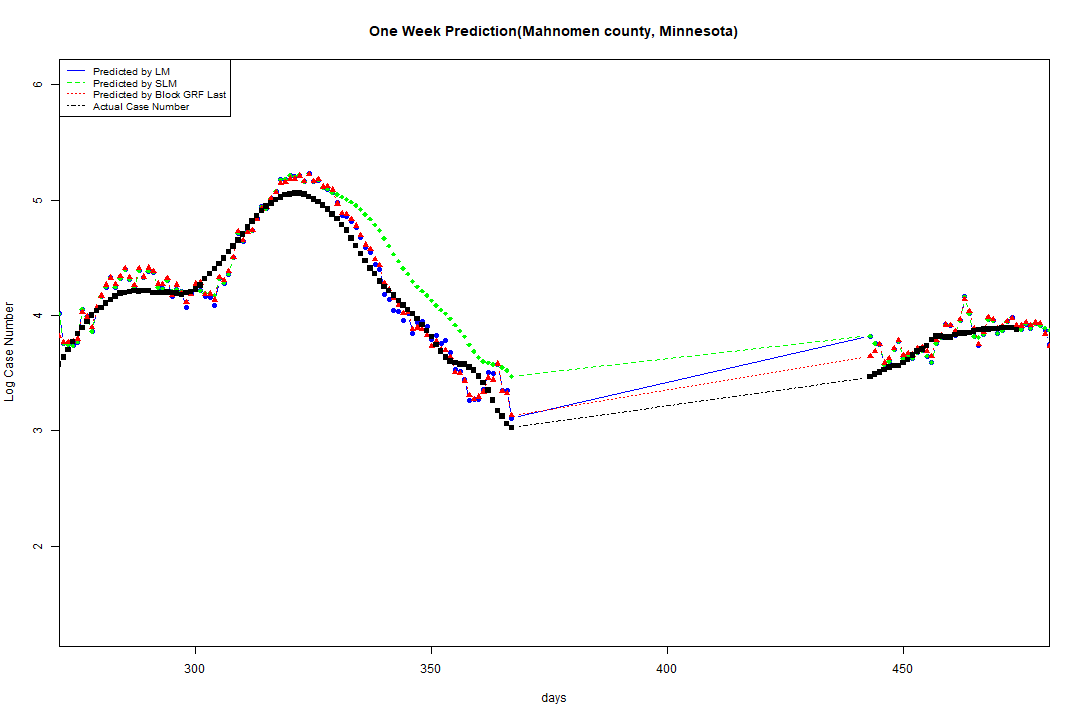 One Week Prediction(Mahnomen county, Minnesota)
Predicted by LM
Predicted by SLM
Predicted by Block GRF Last
Actual Case Number
6
5
4
3
2
Log Case Number
300
350
400
450
days